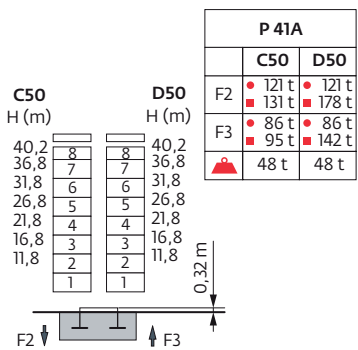 P 41A
C50 D50
F2 ● 121 t ● 121 t
■ 131 t ■ 178 t
F3 ● 86 t ● 86 t
■ 95 t ■ 142 t
48 t 48 t
C50 D50
H (m) H (m)
40,2 8 8 40,2
36,8 7 7 36,8
31,8 6 6 31,8
26,8 5 5 26,8
21,8 4 4 21,8
16,8 3 3 16,8
11,8 2 2 11,8
1 1
0,32 m
F2 F3